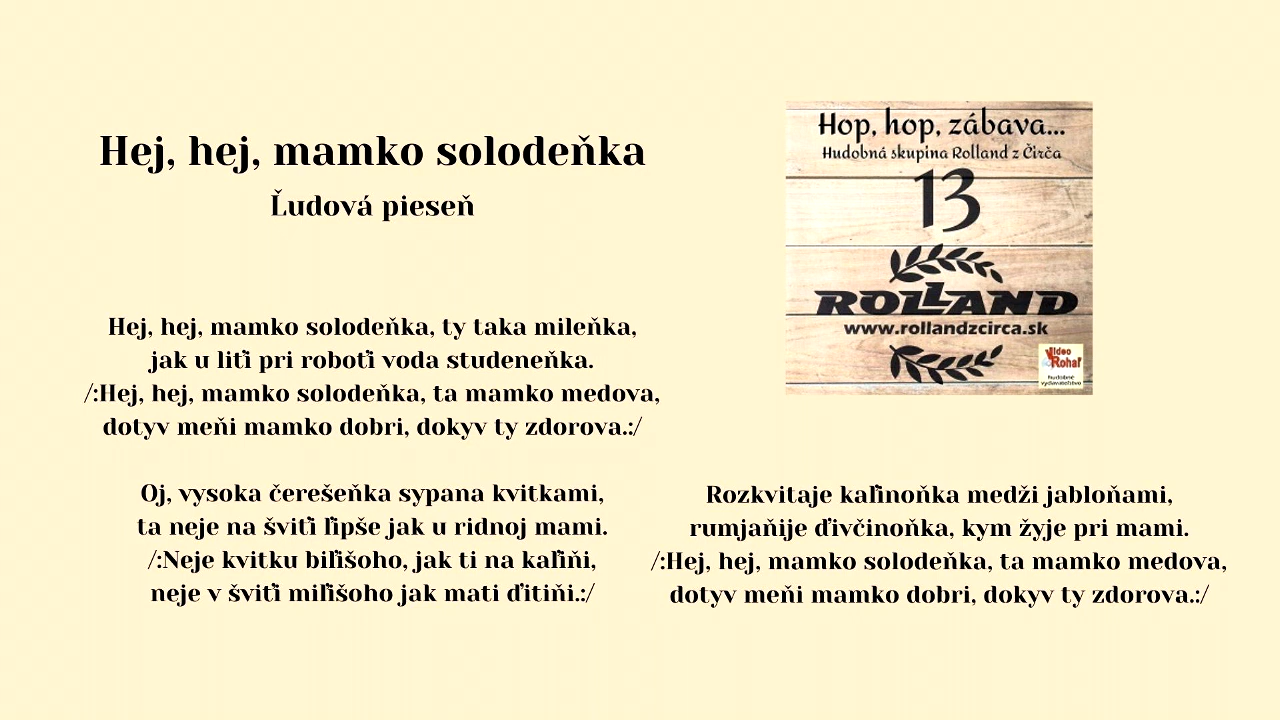 Hej, hej, mamko solodeňka
Ľudová pieseň
Hej, hej, mamko solodeňka, ty taka mileňka,
jak u liťi pri roboťi voda studeneňka.
/:Hej, hej, mamko solodeňka, ta mamko medova,
dotyv meňi mamko dobri, dokyv ty zdorova.:/
Oj, vysoka čerešeňka sypana kvitkami,
ta neje na šviťi ľipše jak u ridnoj mami.
/:Neje kvitku biľišoho, jak ti na kaľiňi,
neje v šviťi miľišoho jak mati ďitiňi.:/
Hop, hop, zábava...
Hudobná skupina Rolland z Čirča
13
ROLLAND
www.rollandzcirca.sk
Video
Rohaľ
hudobné
vydavateľstvo
Rozkvitaje kaľinoňka medži jabloňami,
rumjaňije ďivčinoňka, kym žyje pri mami.
/:Hej, hej, mamko solodeňka, ta mamko medova,
dotyv meňi mamko dobri, dokyv ty zdorova.:/